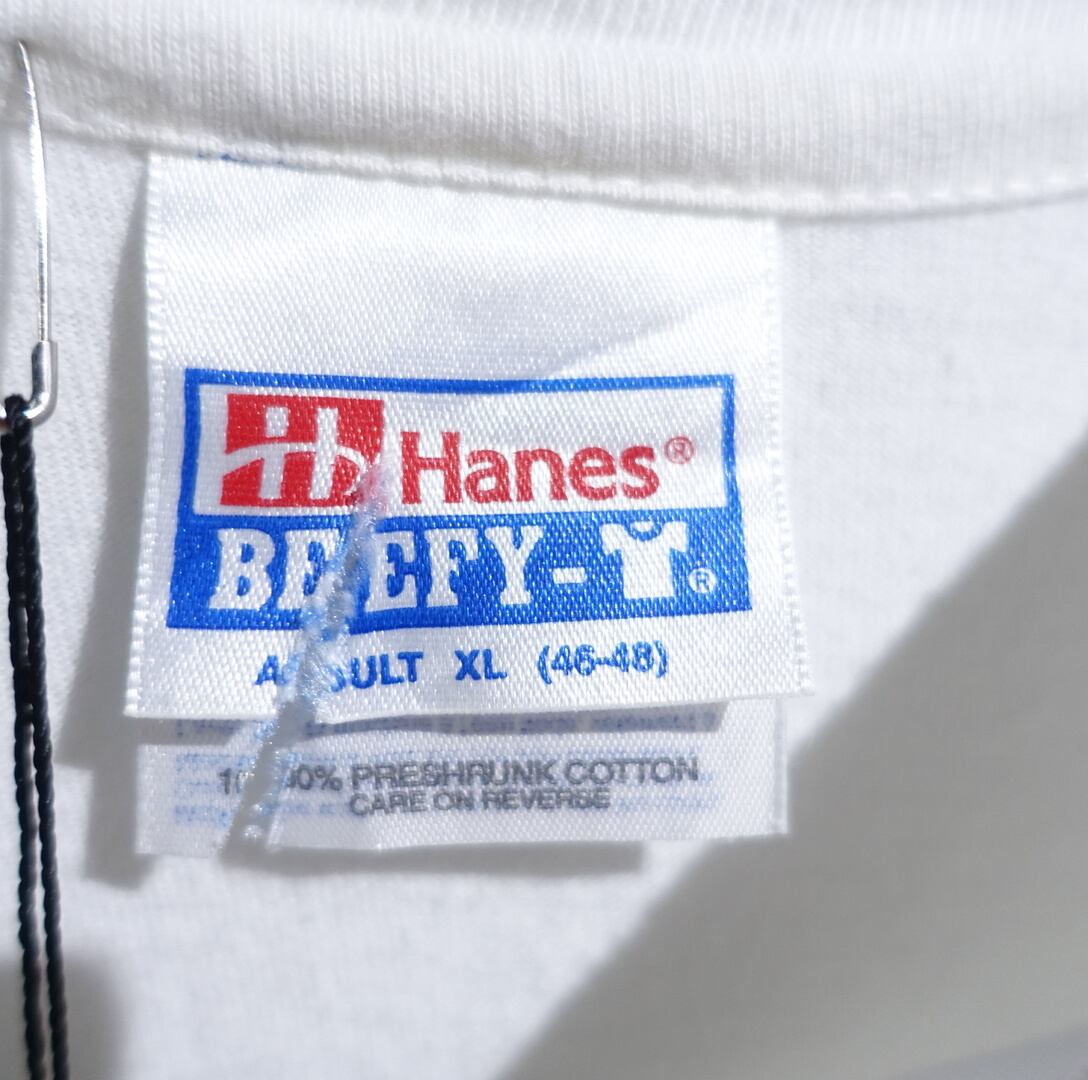 Hanes®
BEEFY-®
ADULT XL (46-48)
100% PRESHRUNK COTTON
CARE ON REVERSE